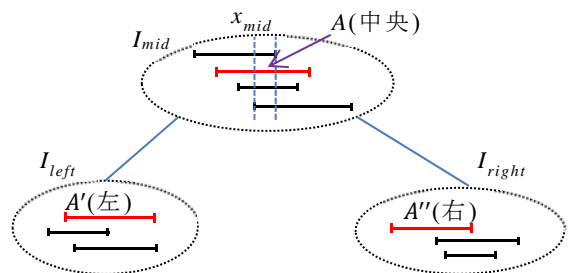 x_mid
I_mid
A(中央)
I_left
I_right
A'(左)
A''(右)